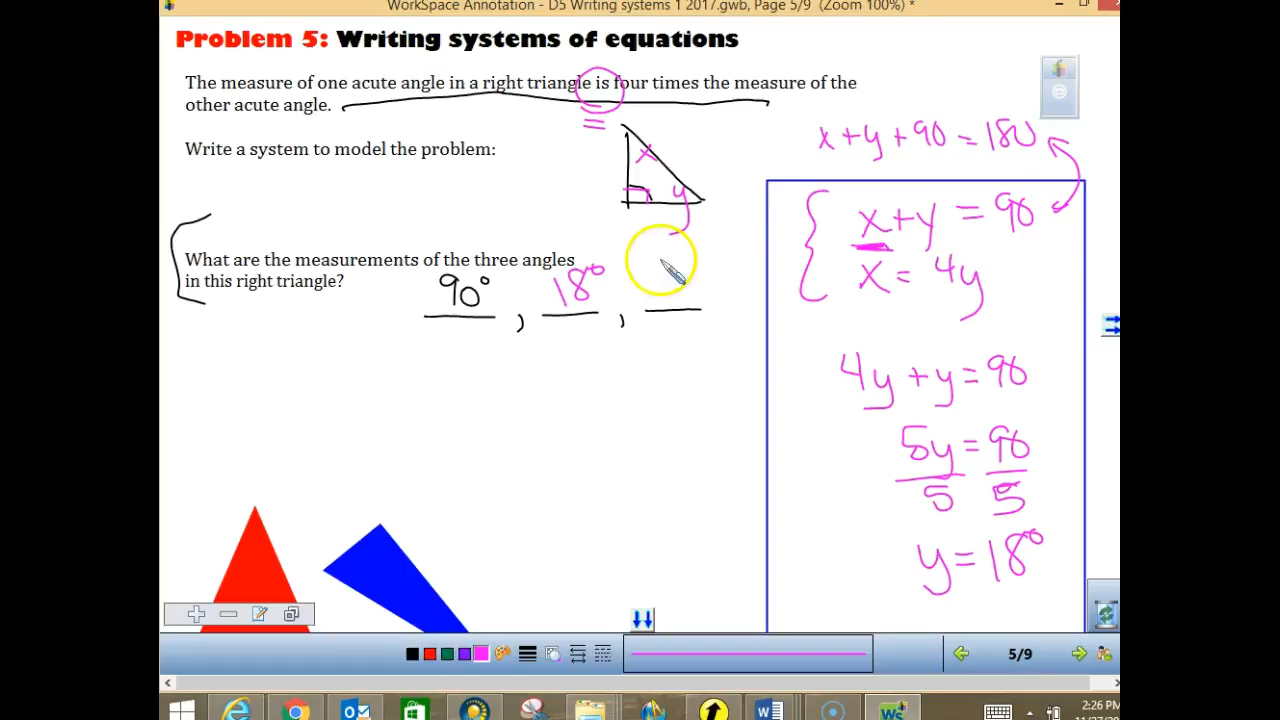 WorkSpace Annotation - D5 Writing systems 1 2017.gwb, Page 5/9 (Zoom 100%) *
Problem 5: Writing systems of equations
The measure of one acute angle in a right triangle is four times the measure of the
other acute angle.
=
x + y + 90 = 180
Write a system to model the problem:
x
y
x + y = 90
x = 4y
What are the measurements of the three angles
in this right triangle?
90° , 18° ,
4y + y = 90
5y = 90
5 5
y = 18°
5/9
2:26 PM